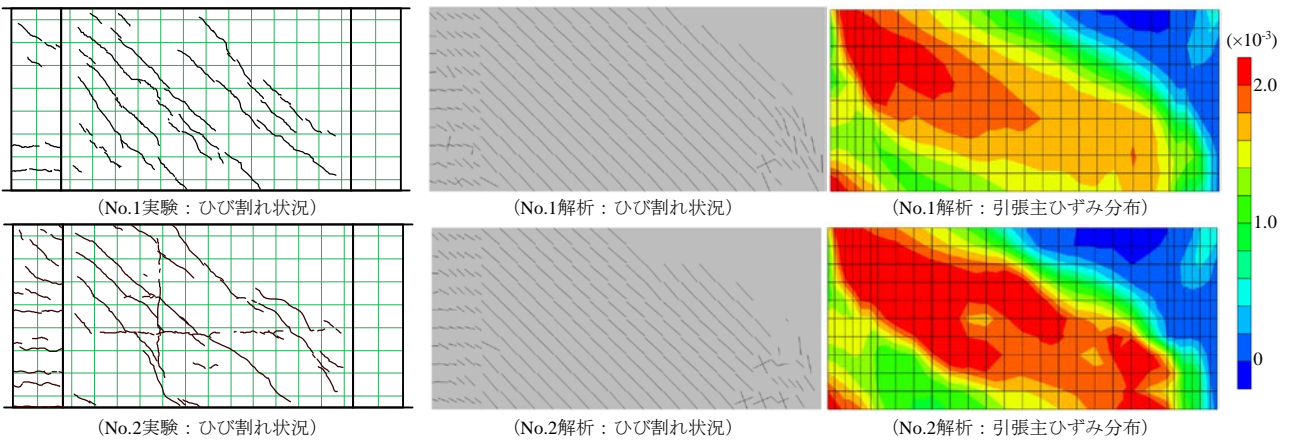 (×10⁻³)
2.0
1.0
0
（No.1実験：ひび割れ状況）
（No.1解析：ひび割れ状況）
（No.1解析：引張主ひずみ分布）
（No.2実験：ひび割れ状況）
（No.2解析：ひび割れ状況）
（No.2解析：引張主ひずみ分布）